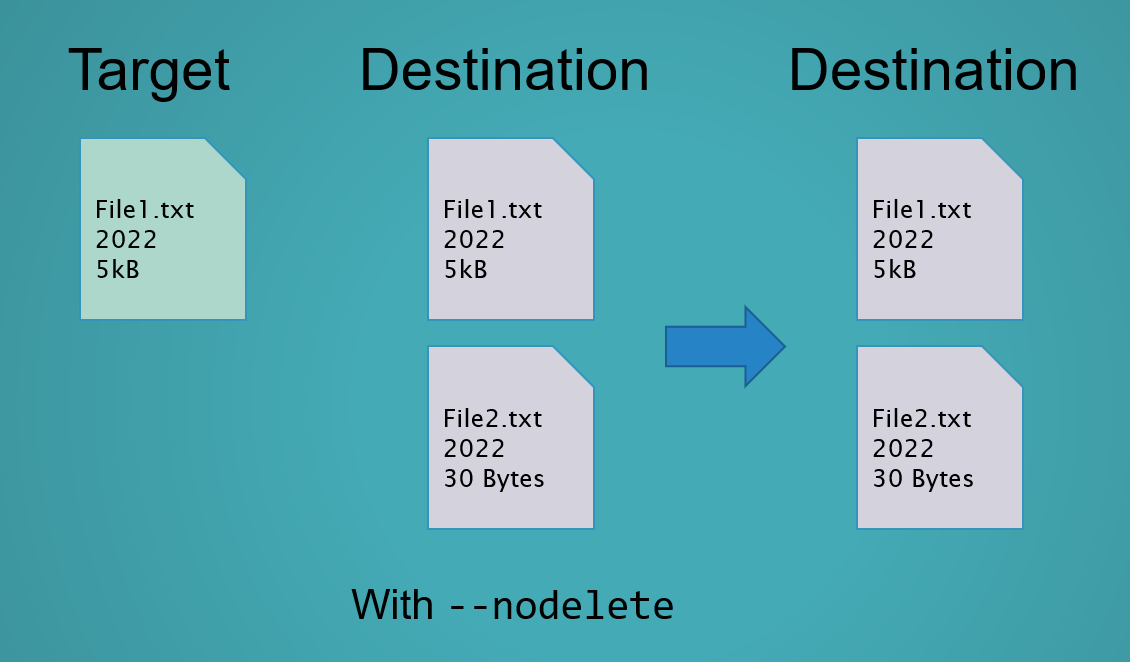 Target
Destination
Destination
File1.txt
2022
5kB
File1.txt
2022
5kB
File1.txt
2022
5kB
File2.txt
2022
30 Bytes
File2.txt
2022
30 Bytes
With --nodelete